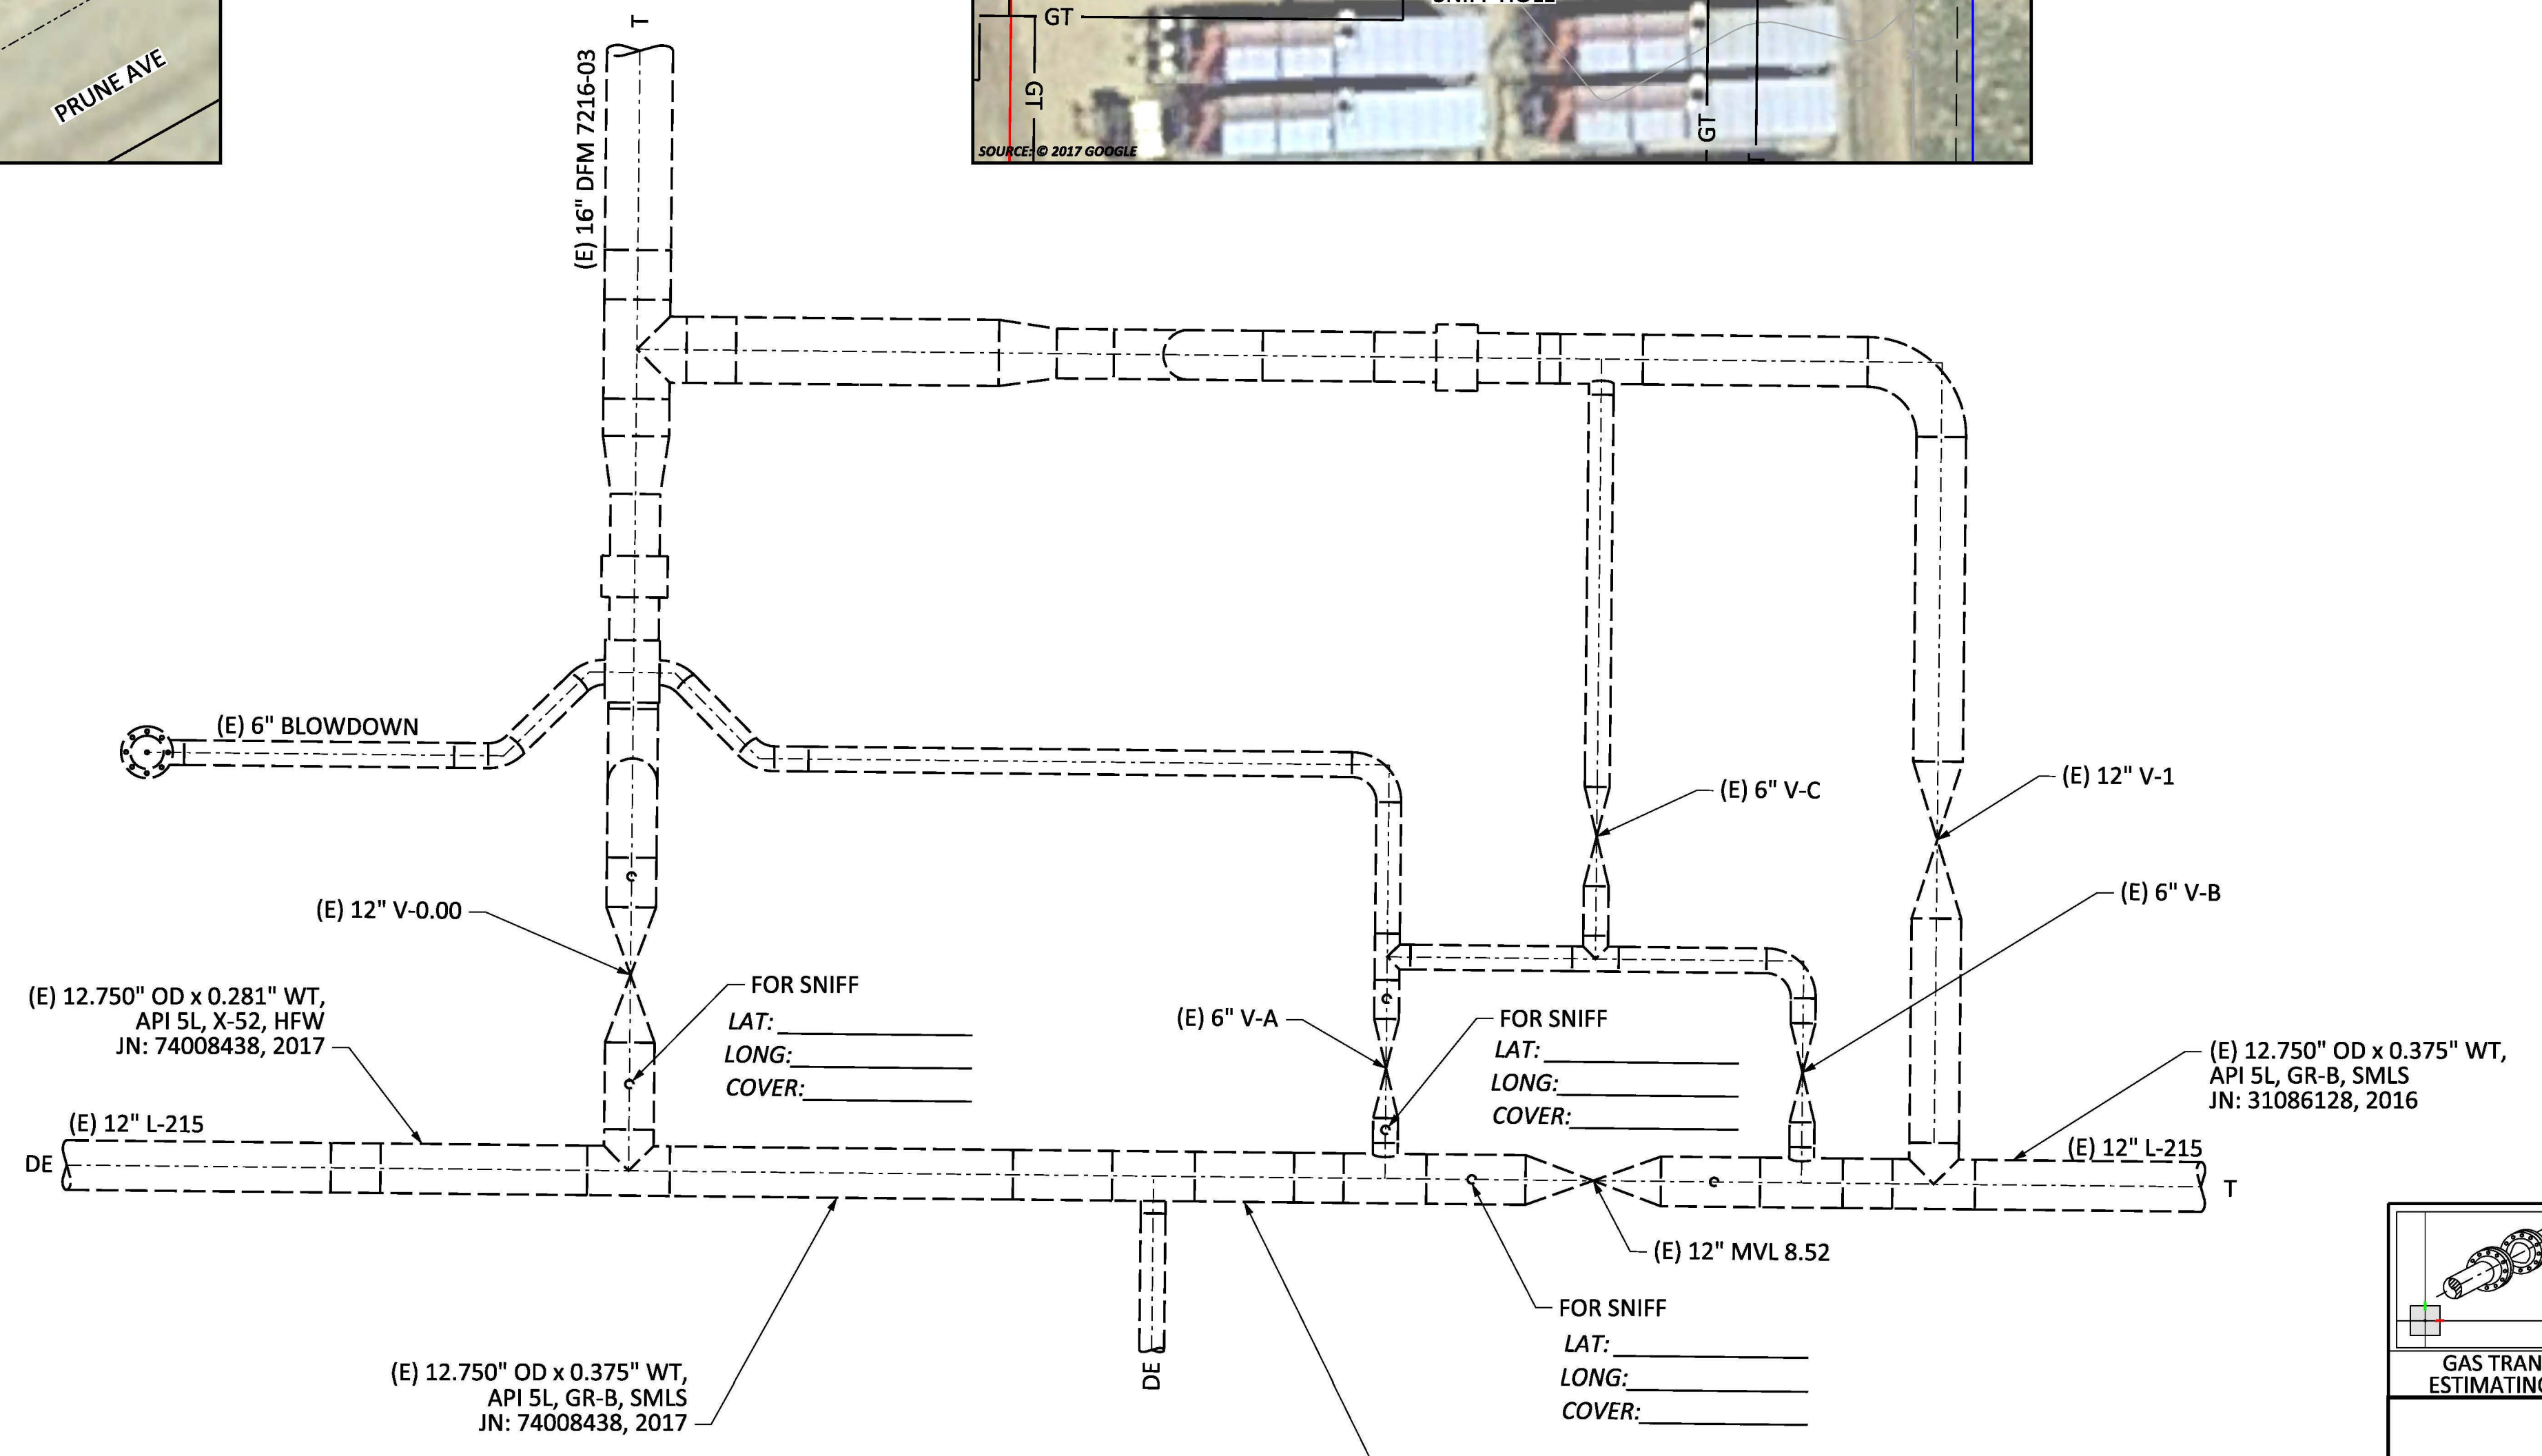 PRUNE AVE
T
(E) 16" DFM 7216-03
GT
GT
GT
SOURCE: © 2017 GOOGLE
(E) 6" BLOWDOWN
(E) 6" V-C
(E) 12" V-1
(E) 12" V-0.00
(E) 6" V-B
FOR SNIFF
LAT:
LONG:
COVER:
(E) 6" V-A
FOR SNIFF
LAT:
LONG:
COVER:
(E) 12.750" OD x 0.281" WT,
API 5L, X-52, HFW
JN: 74008438, 2017
(E) 12.750" OD x 0.375" WT,
API 5L, GR-B, SMLS
JN: 31086128, 2016
(E) 12" L-215
DE
(E) 12" L-215
T
(E) 12" MVL 8.52
FOR SNIFF
LAT:
LONG:
COVER:
DE
(E) 12.750" OD x 0.375" WT,
API 5L, GR-B, SMLS
JN: 74008438, 2017
GAS TRAN
ESTIMATING